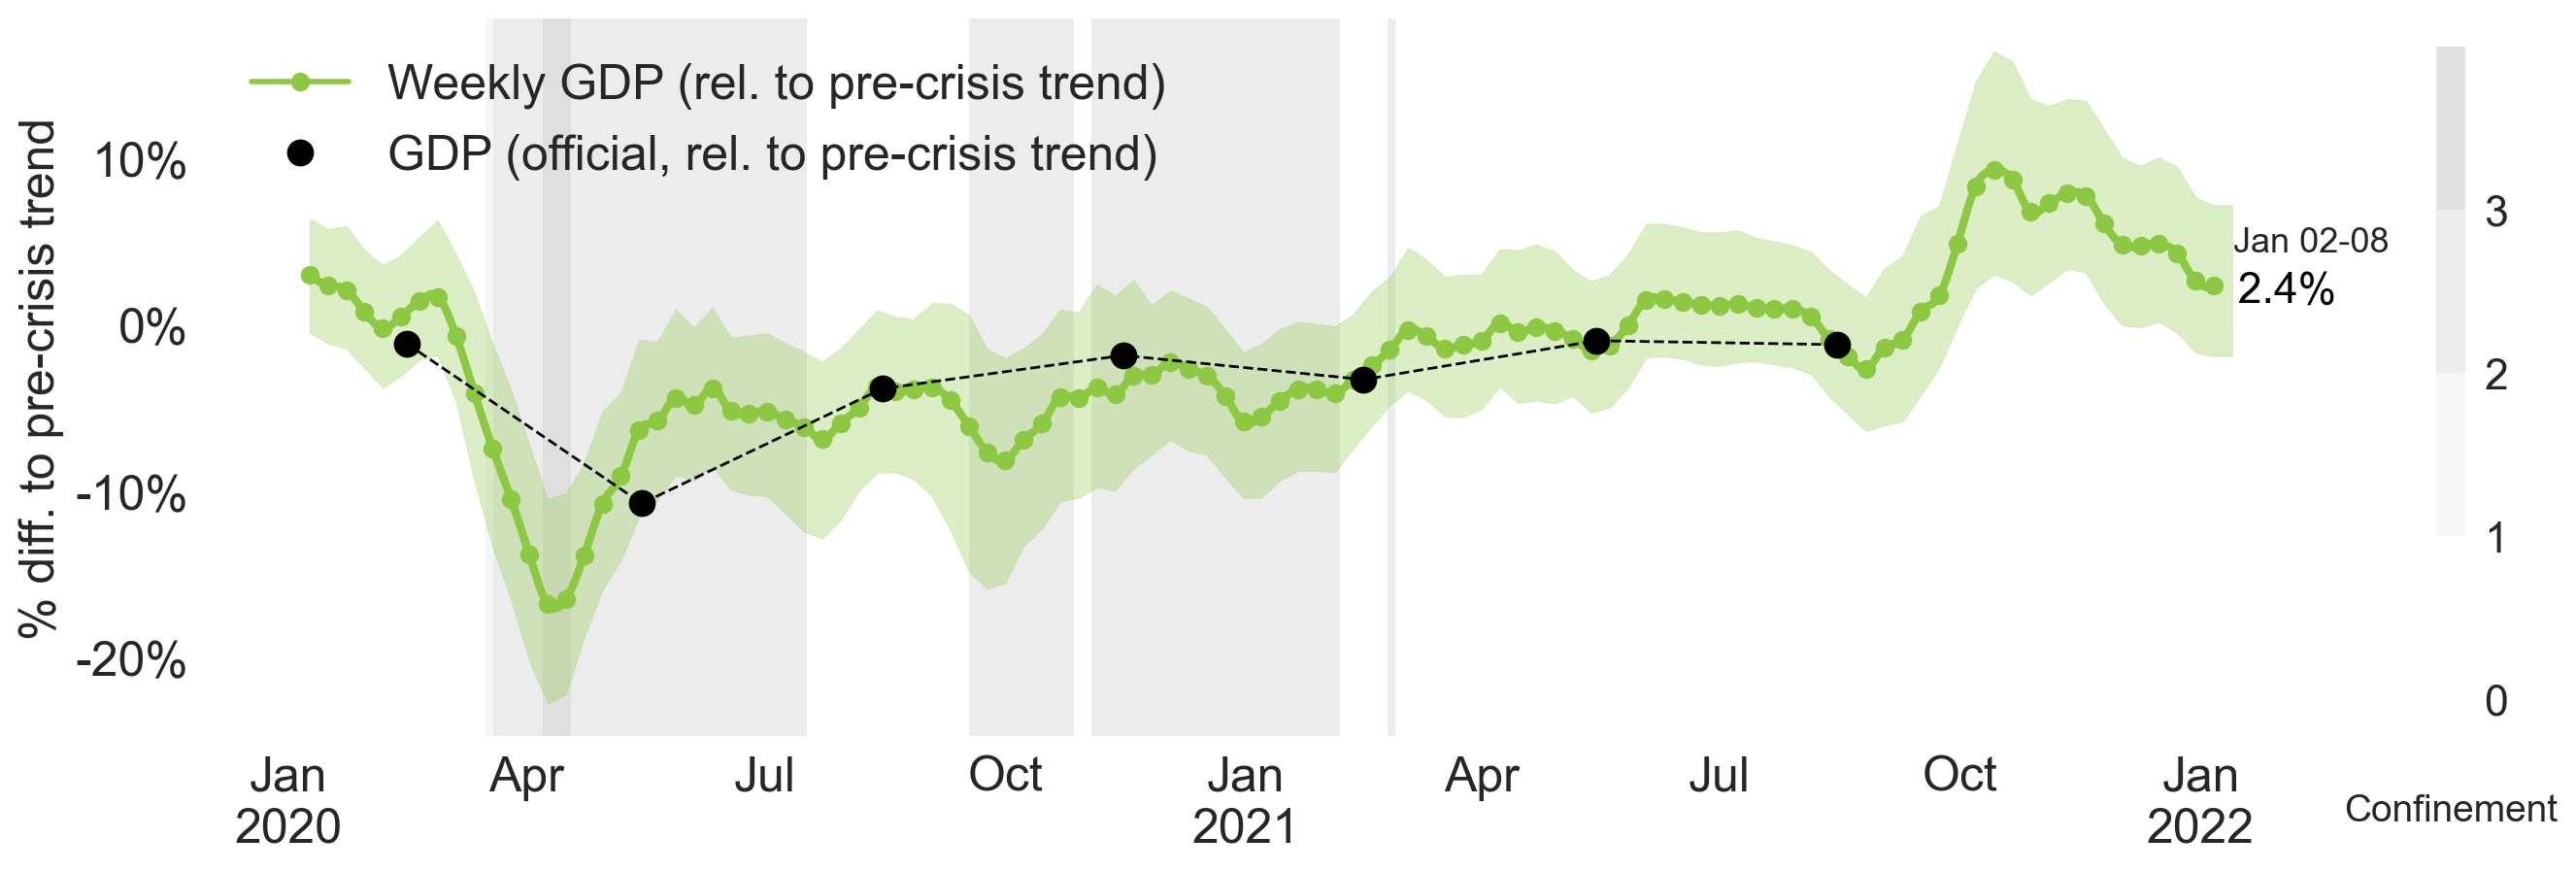 Weekly GDP (rel. to pre-crisis trend)
GDP (official, rel. to pre-crisis trend)
% diff. to pre-crisis trend
10%
0%
-10%
-20%
Jan 02-08
2.4%
3
2
1
0
Jan Apr Jul Oct Jan Apr Jul Oct Jan
2020 2021 2022
Confinement